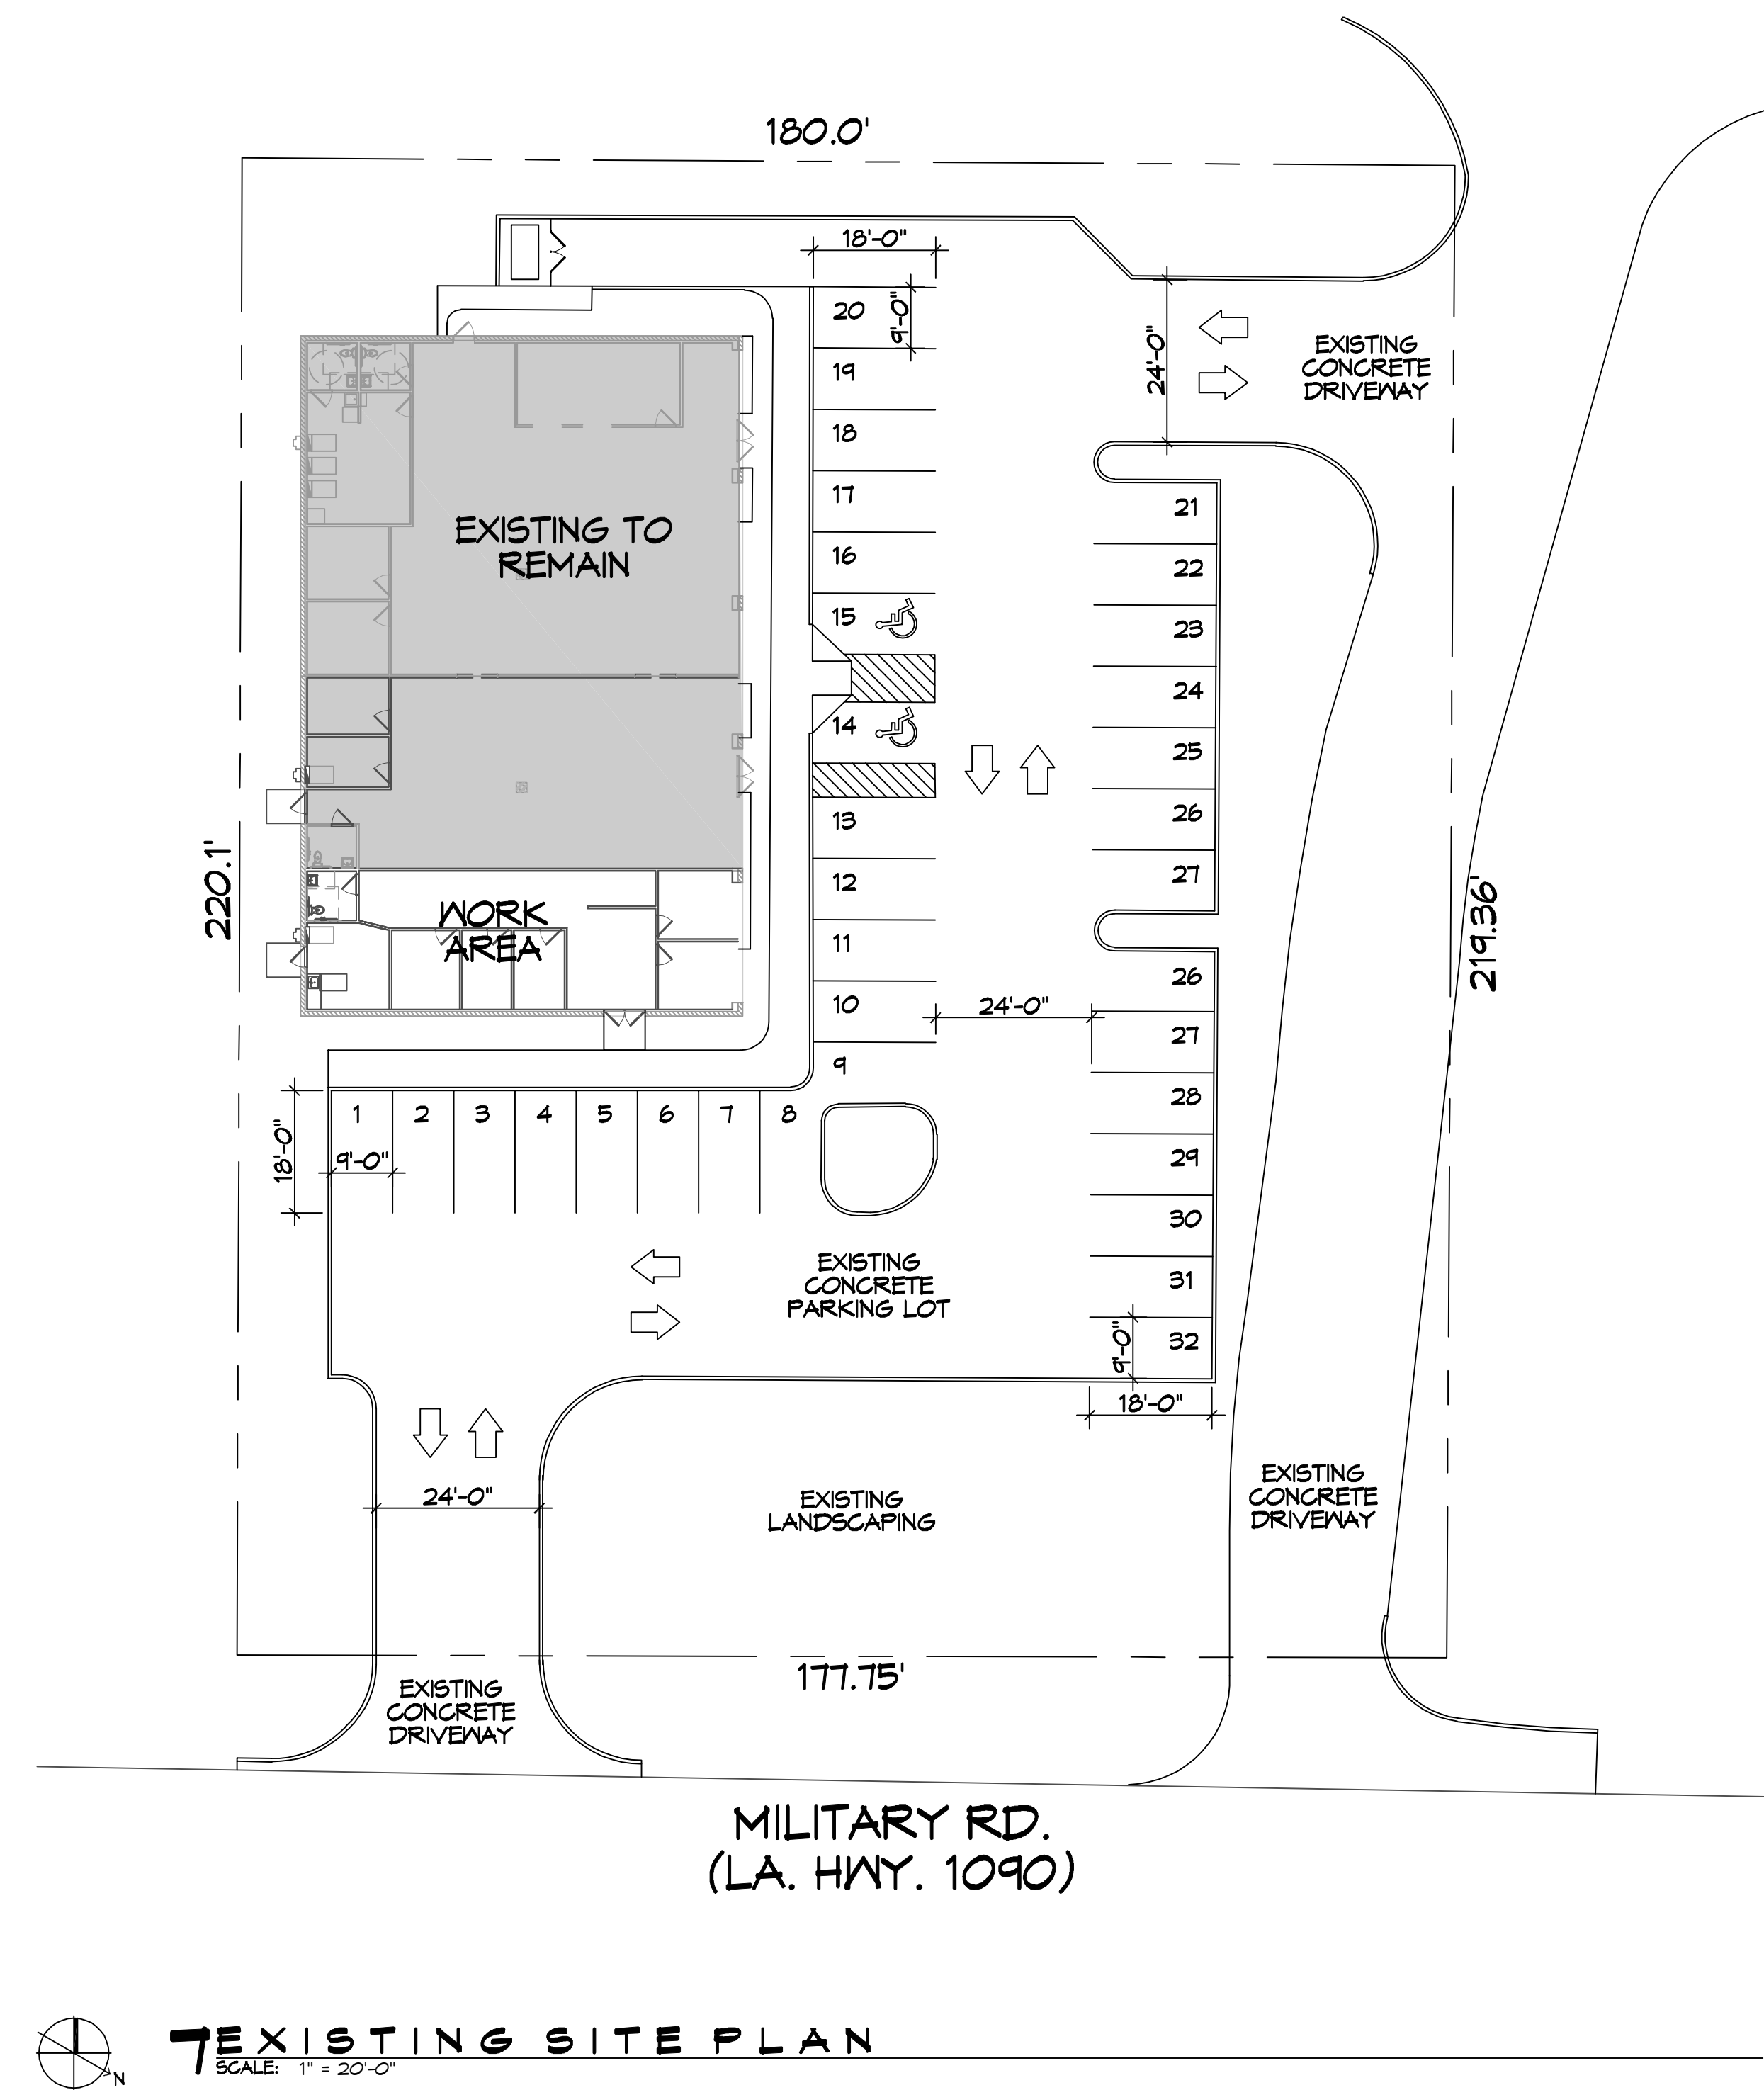 180.0'
18'-0"
20
9'-0"
19
18
17
16
15
14
13
12
11
10
9
24'-0"
EXISTING
CONCRETE
DRIVEWAY
EXISTING TO
REMAIN
21
22
23
24
25
26
27
26
27
28
29
30
31
32
220.1'
219.36'
WORK
AREA
24'-0"
1
2
3
4
5
6
7
8
18'-0"
9'-0"
EXISTING
CONCRETE
PARKING LOT
9'-0"
18'-0"
24'-0"
EXISTING
LANDSCAPING
EXISTING
CONCRETE
DRIVEWAY
177.75'
EXISTING
CONCRETE
DRIVEWAY
MILITARY RD.
(LA. HWY. 1090)
N
7 EXISTING SITE PLAN
SCALE: 1" = 20'-0"